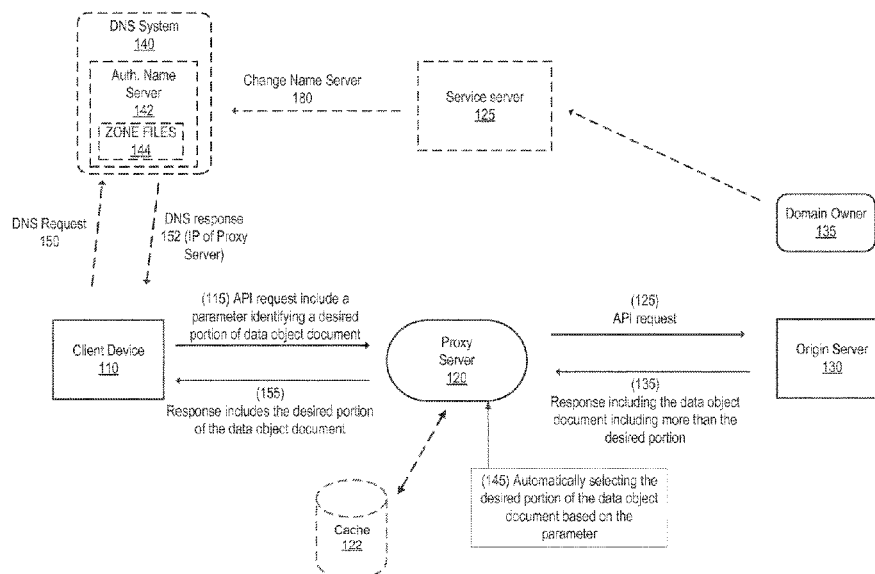 DNS System
140
Auth. Name
Server
142
ZONE FILES
144
Change Name Server
180
Service server
125
Domain Owner
135
DNS Request
150
DNS response
152 (IP of Proxy
Server)
(115) API request include a
parameter identifying a desired
portion of data object document
Client Device
110
(155)
Response includes the desired portion
of the data object document
Proxy
Server
120
(125)
API request
Origin Server
130
(135)
Response including the data object
document including more than the
desired portion
(145) Automatically selecting the
desired portion of the data object
document based on the
parameter
Cache
122